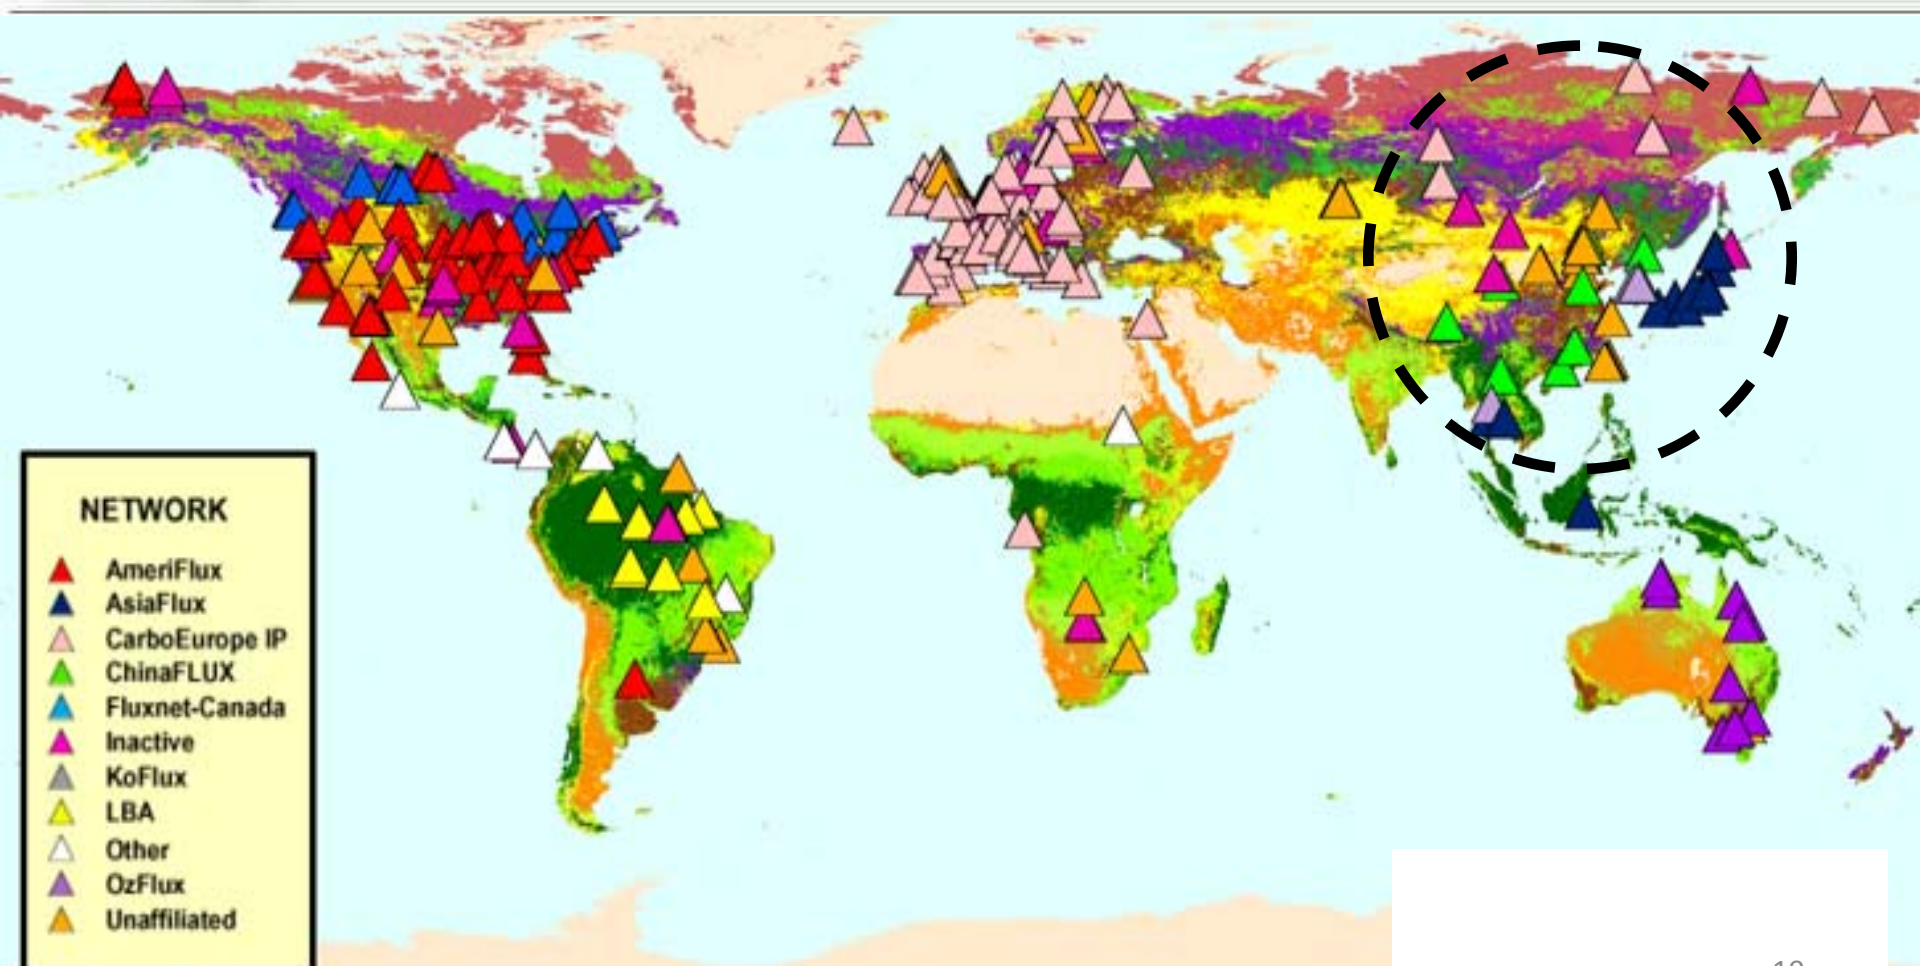 NETWORK
AmeriFlux
AsiaFlux
CarboEurope IP
ChinaFLUX
Fluxnet-Canada
Inactive
KoFlux
LBA
Other
OzFlux
Unaffiliated